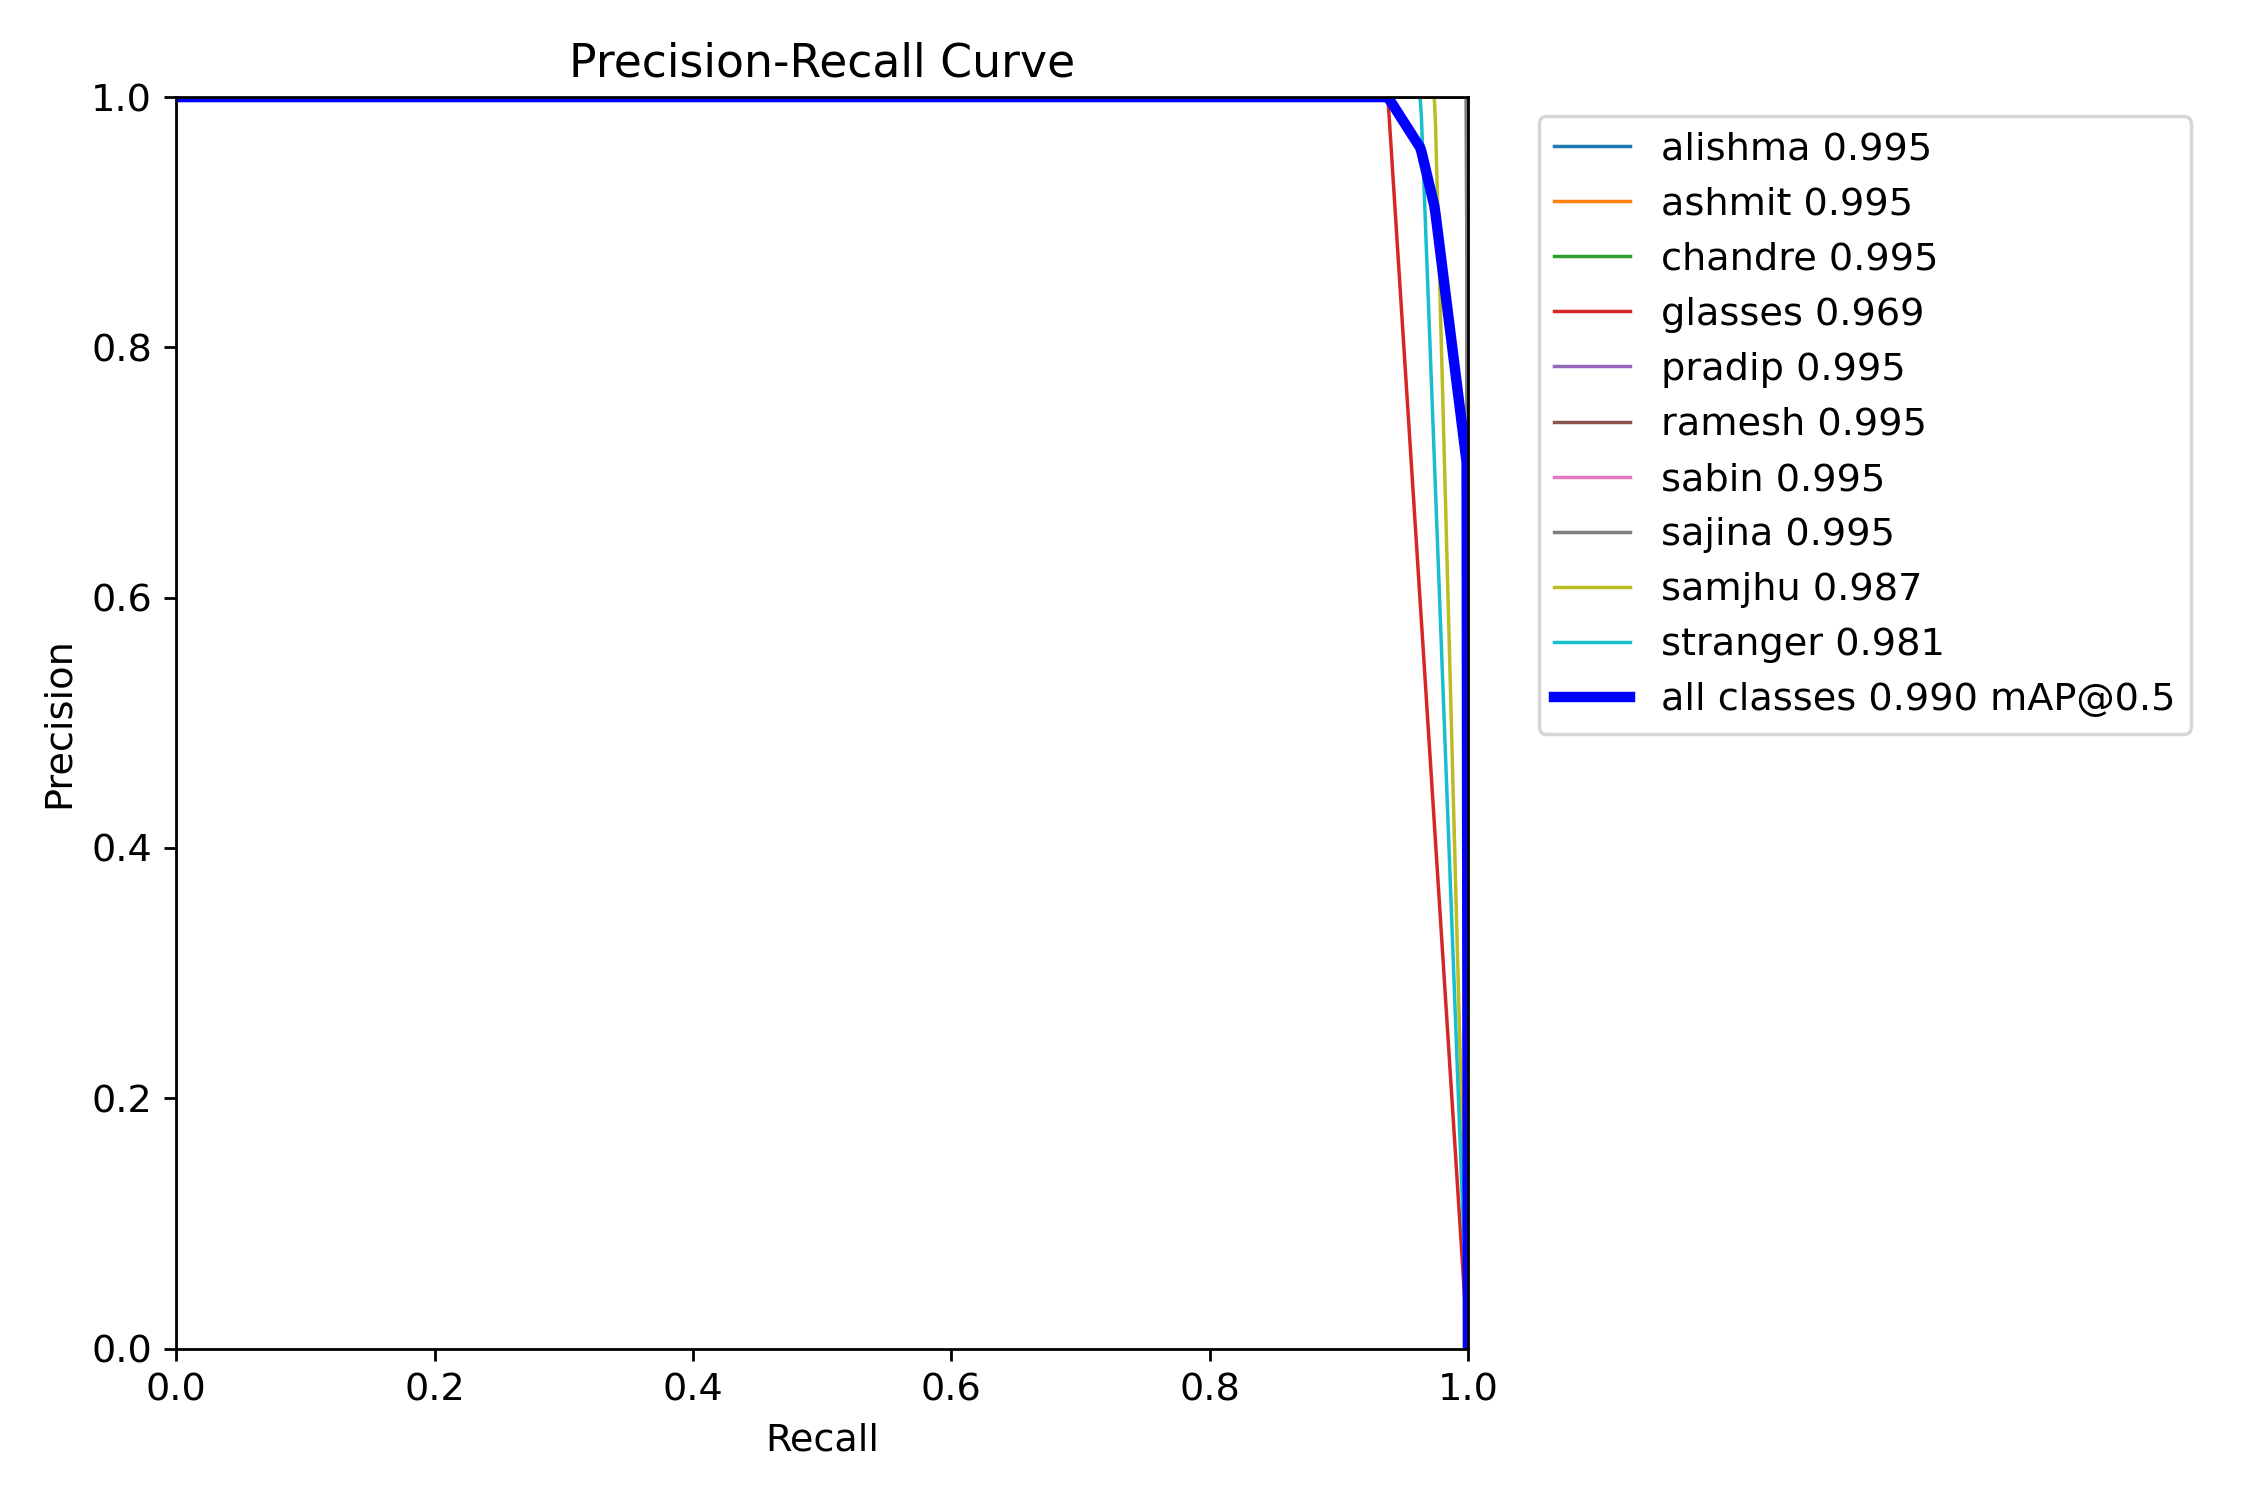 Precision-Recall Curve
1.0
0.8
0.6
0.4
0.2
0.0
Precision
0.0 0.2 0.4 0.6 0.8 1.0
Recall
alishma 0.995
ashmit 0.995
chandre 0.995
glasses 0.969
pradip 0.995
ramesh 0.995
sabin 0.995
sajina 0.995
samjhu 0.987
stranger 0.981
all classes 0.990 mAP@0.5